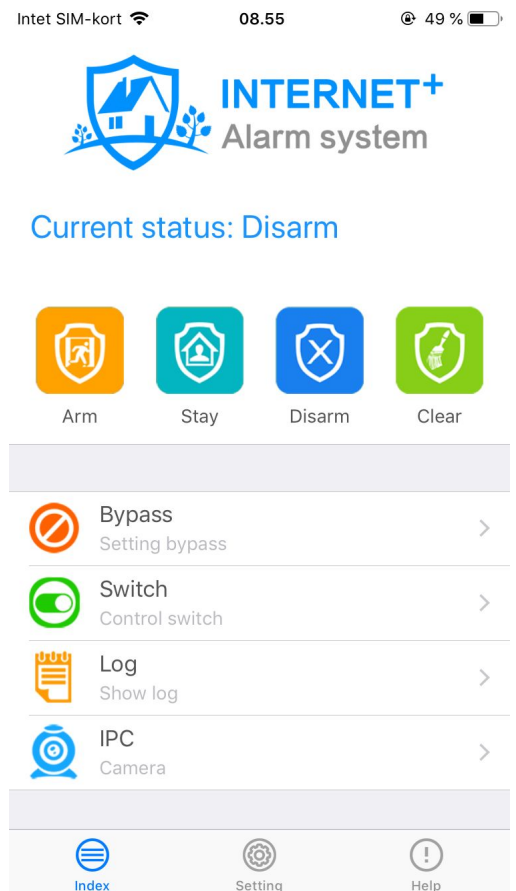 Intet SIM-kort 08.55 49 %
INTERNET+
Alarm system
Current status: Disarm
Arm Stay Disarm Clear
Bypass
Setting bypass
Switch
Control switch
Log
Show log
IPC
Camera
Index Setting Help